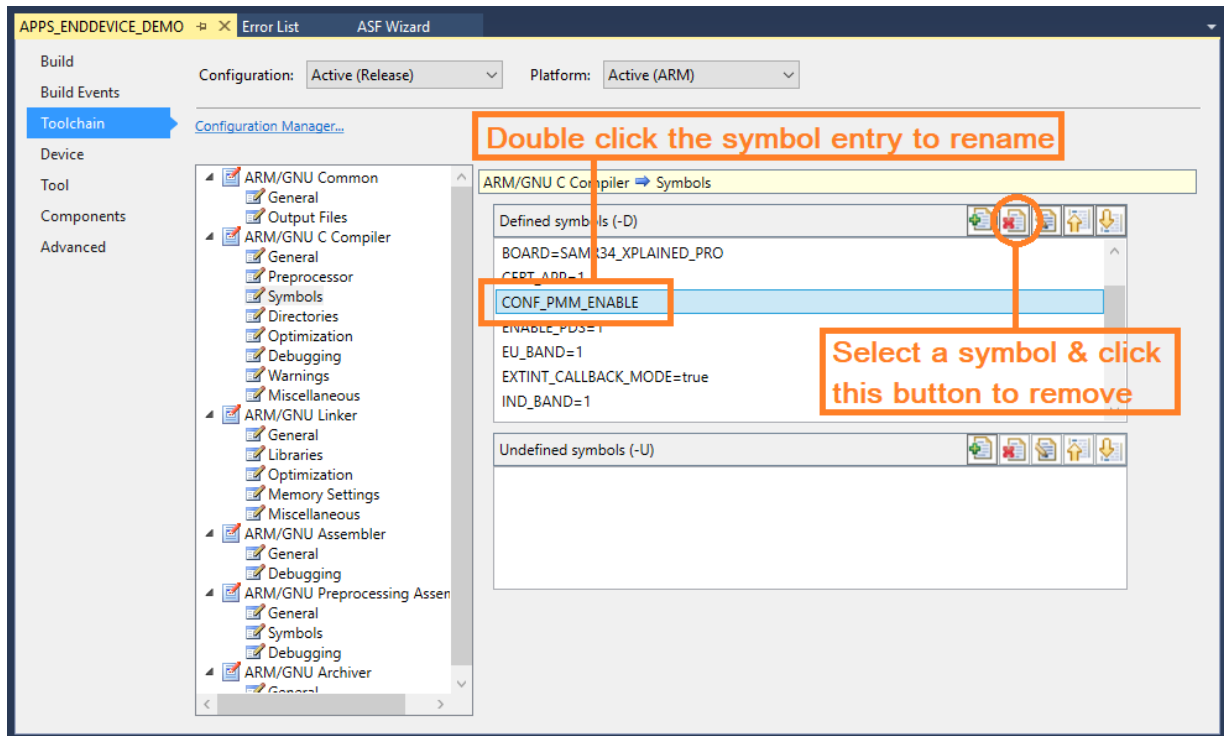 APPS_ENDDEVICE_DEMO Error List ASF Wizard
Build
Build Events
Toolchain
Device
Tool
Components
Advanced
Configuration: Active (Release) Platform: Active (ARM)
Configuration Manager...
Double click the symbol entry to rename
ARM/GNU Common
General
Output Files
ARM/GNU C Compiler
General
Preprocessor
Symbols
Directories
Optimization
Debugging
Warnings
Miscellaneous
ARM/GNU Linker
General
Libraries
Optimization
Memory Settings
Miscellaneous
ARM/GNU Assembler
General
Debugging
ARM/GNU Preprocessing Assem
General
Symbols
Debugging
ARM/GNU Archiver
General
ARM/GNU C Compiler ➡ Symbols
Defined symbols (-D)
BOARD=SAMR34_XPLAINED_PRO
CERT_APP=1
CONF_PMM_ENABLE
ENABLE_PDS=1
EU_BAND=1
EXTINT_CALLBACK_MODE=true
IND_BAND=1
Select a symbol & click
this button to remove
Undefined symbols (-U)